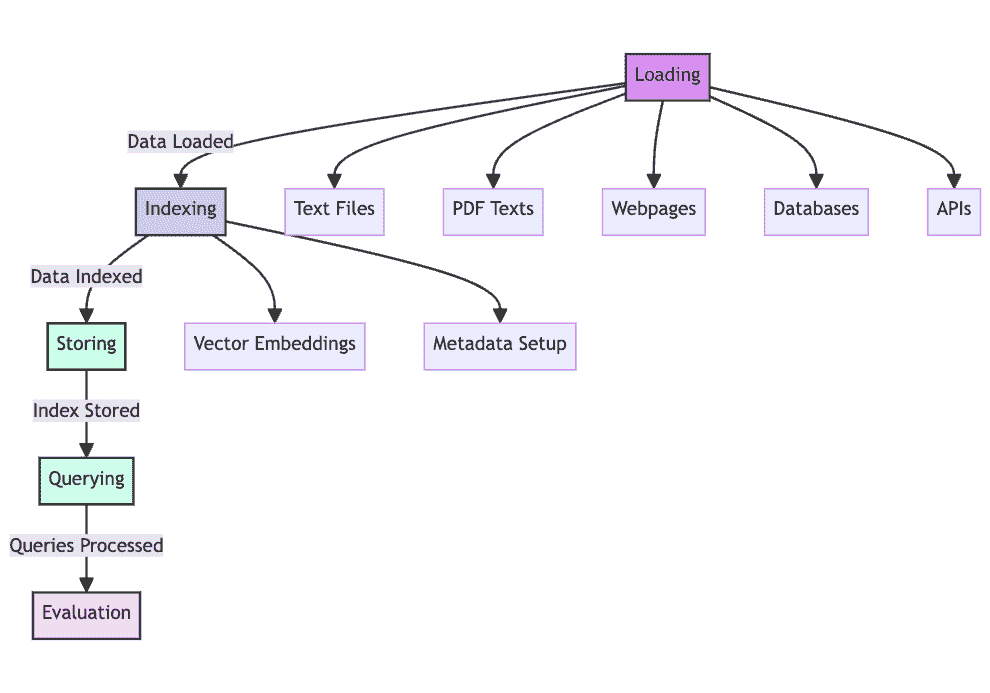 Loading
Data Loaded
Indexing
Text Files
PDF Texts
Webpages
Databases
APIs
Data Indexed
Storing
Vector Embeddings
Metadata Setup
Index Stored
Querying
Queries Processed
Evaluation